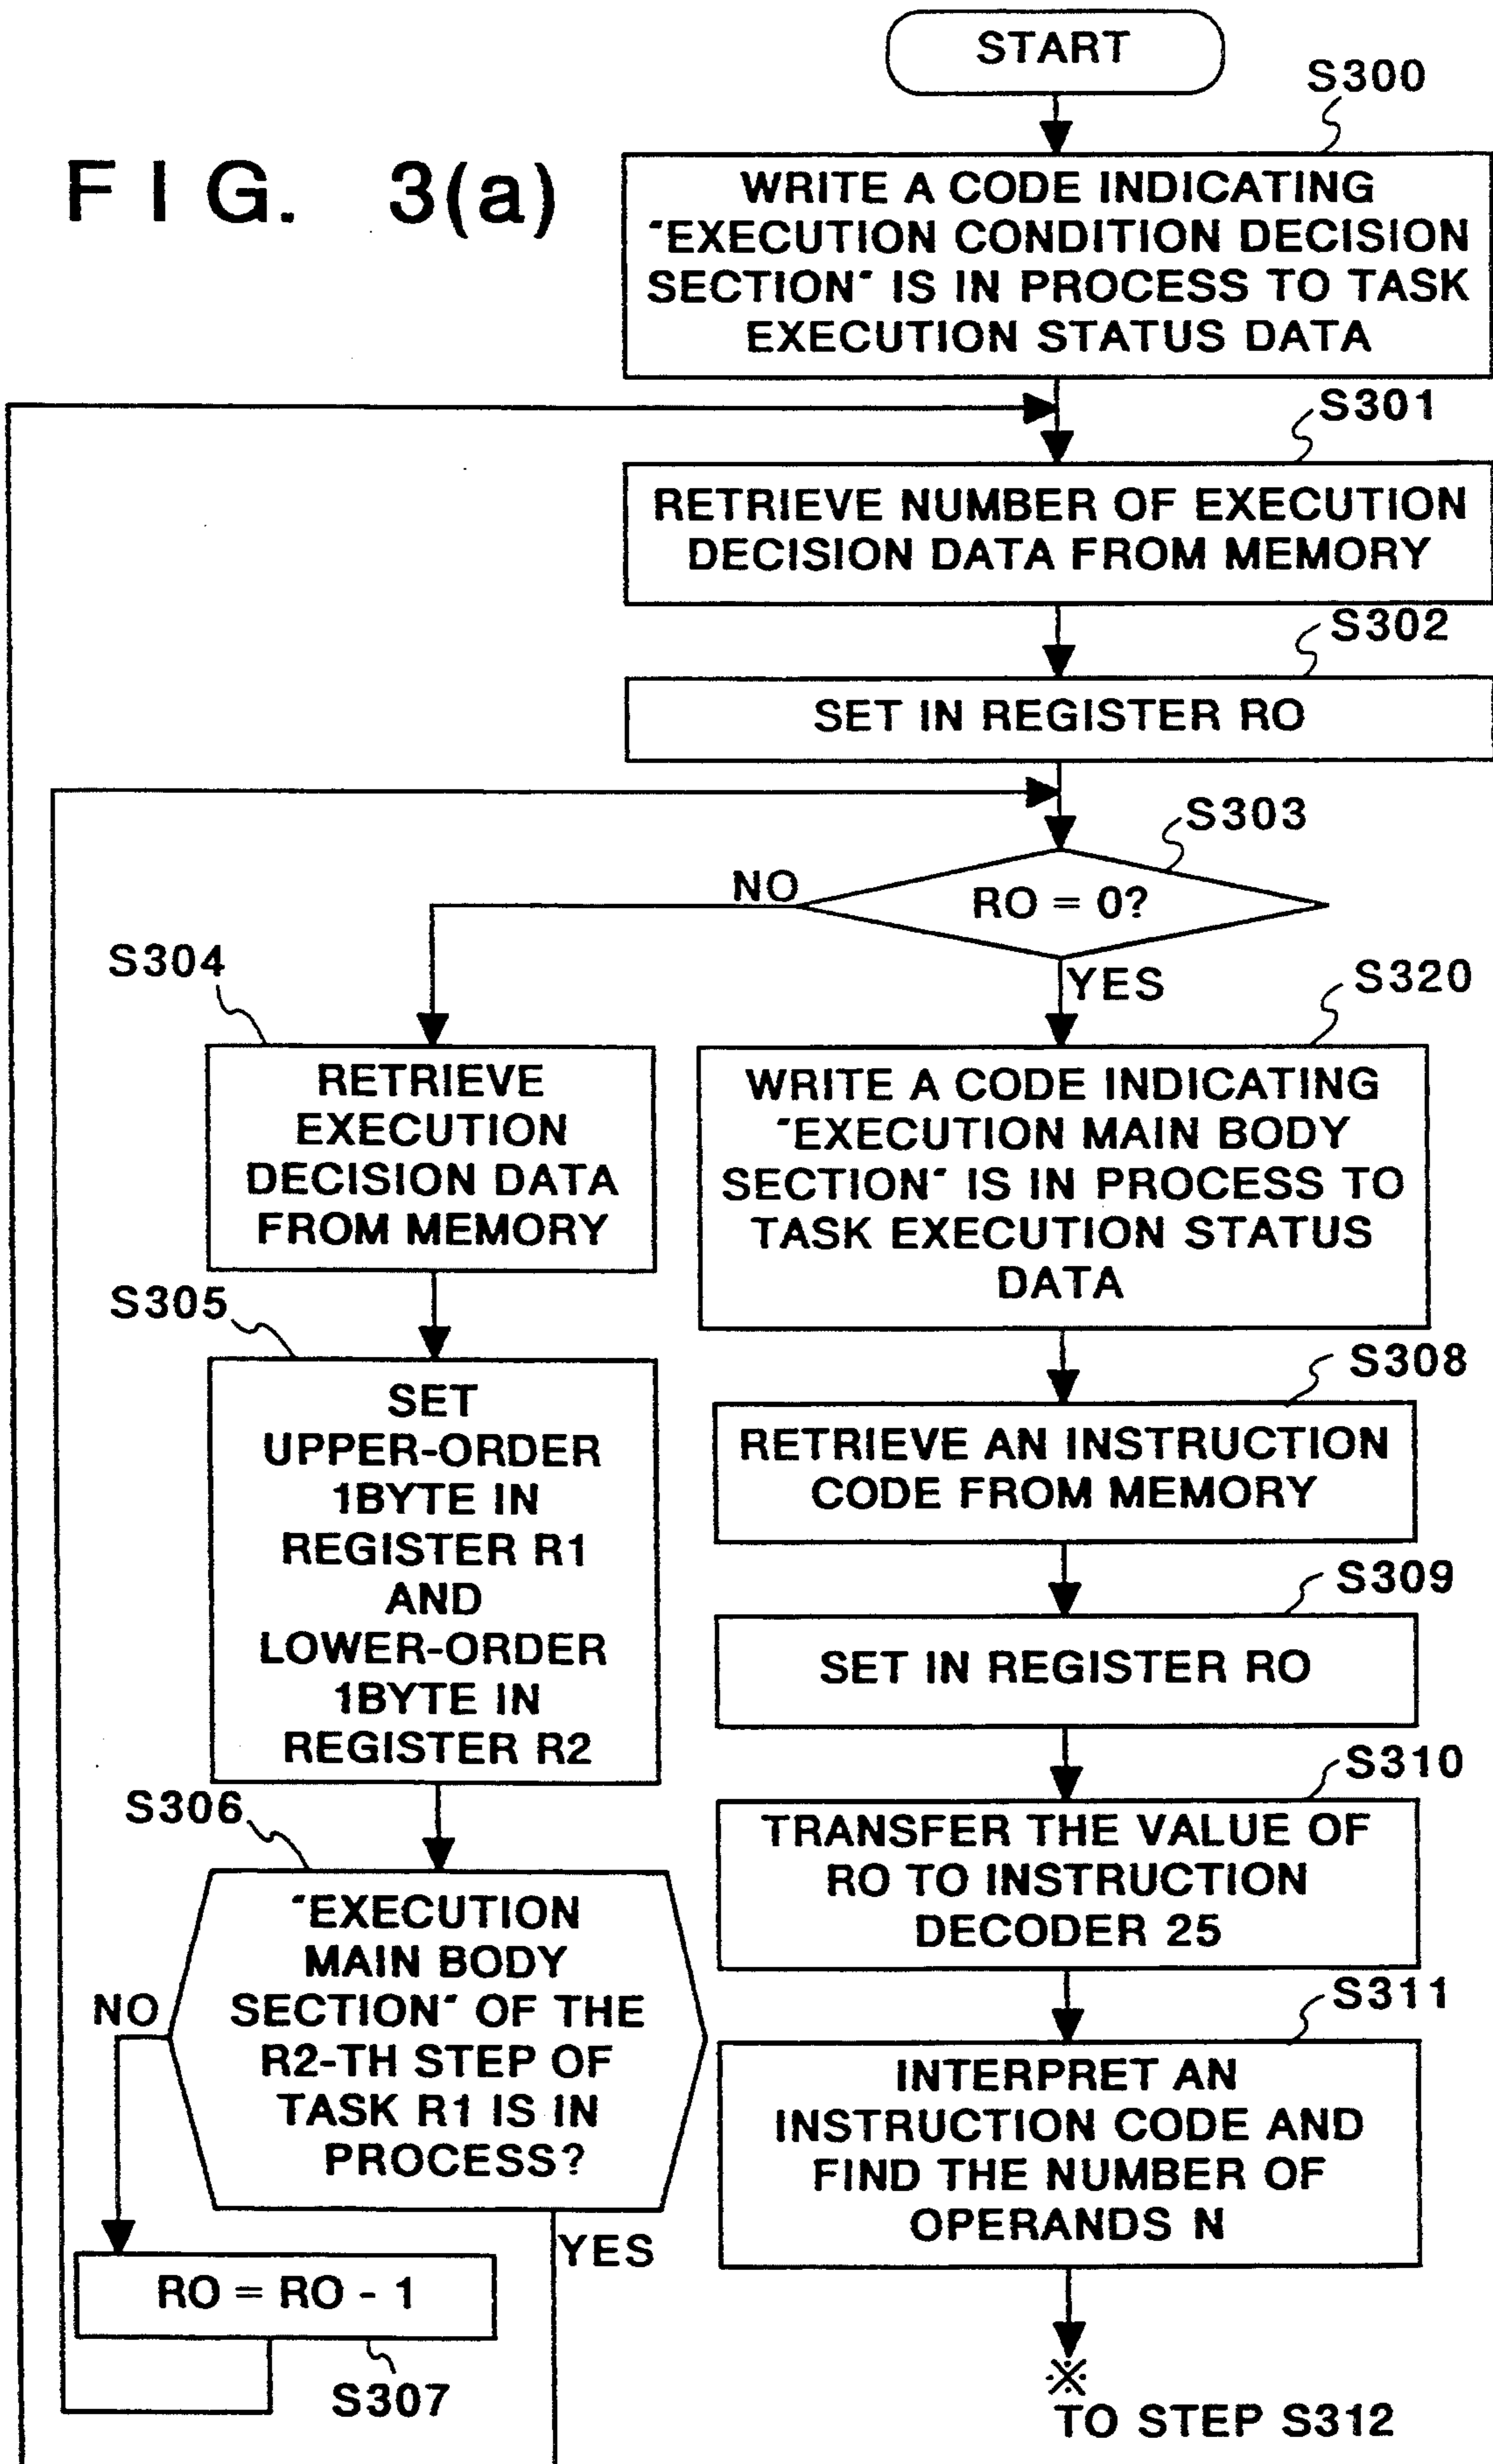 FIG. 3(a)
START
S300
WRITE A CODE INDICATING
"EXECUTION CONDITION DECISION
SECTION" IS IN PROCESS TO TASK
EXECUTION STATUS DATA
S301
RETRIEVE NUMBER OF EXECUTION
DECISION DATA FROM MEMORY
S302
SET IN REGISTER RO
S303
RO = 0?
NO
YES
S304
RETRIEVE
EXECUTION
DECISION DATA
FROM MEMORY
S305
SET
UPPER-ORDER
1BYTE IN
REGISTER R1
AND
LOWER-ORDER
1BYTE IN
REGISTER R2
S306
"EXECUTION
MAIN BODY
SECTION" OF THE
R2-TH STEP OF
TASK R1 IS IN
PROCESS?
NO
YES
RO = RO - 1
S307
S320
WRITE A CODE INDICATING
"EXECUTION MAIN BODY
SECTION" IS IN PROCESS TO
TASK EXECUTION STATUS
DATA
S308
RETRIEVE AN INSTRUCTION
CODE FROM MEMORY
S309
SET IN REGISTER RO
S310
TRANSFER THE VALUE OF
RO TO INSTRUCTION
DECODER 25
S311
INTERPRET AN
INSTRUCTION CODE AND
FIND THE NUMBER OF
OPERANDS N
※
TO STEP S312